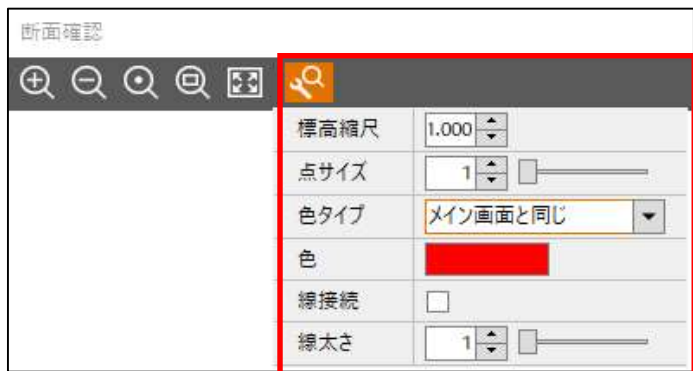 断面確認
標高縮尺 1.000
点サイズ 1
色タイプ メイン画面と同じ
色
線接続
線太さ 1